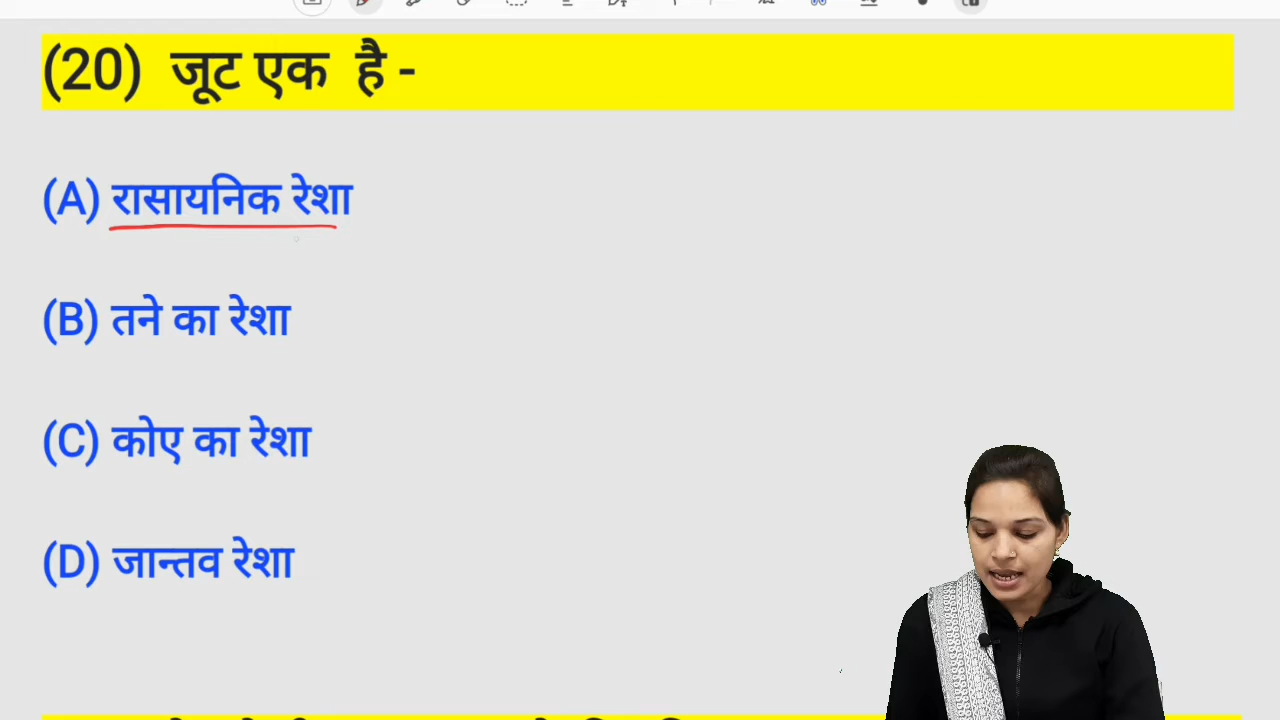 (20) जूट एक है -
(A) रासायनिक रेशा
(B) तने का रेशा
(C) कोए का रेशा
(D) जान्तव रेशा